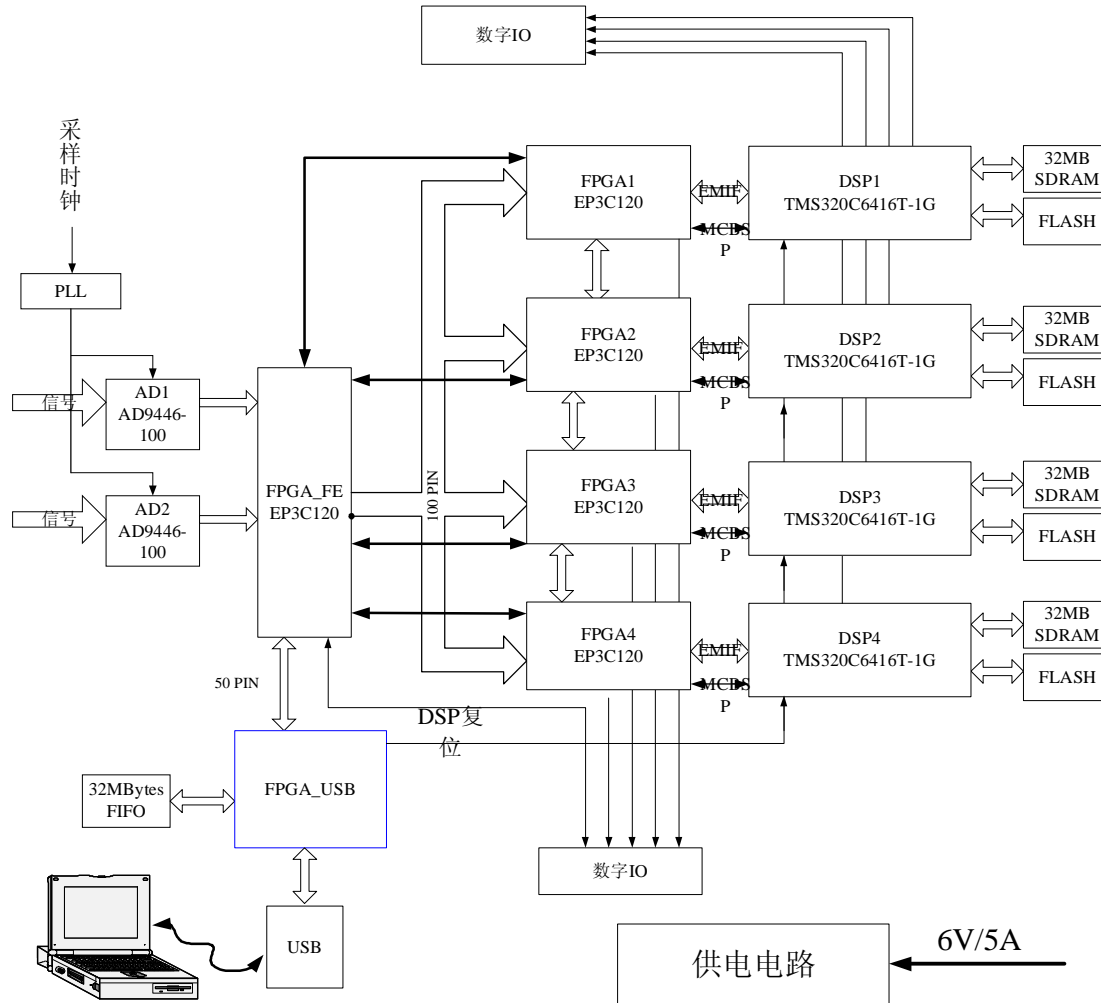 数字IO
采样时钟
PLL
信号
AD1
AD9446-
100
信号
AD2
AD9446-
100
FPGA_FE
EP3C120
100 PIN
FPGA1
EP3C120
EMIF
MCBS
P
DSP1
TMS320C6416T-1G
32MB
SDRAM
FLASH
FPGA2
EP3C120
EMIF
MCBS
P
DSP2
TMS320C6416T-1G
32MB
SDRAM
FLASH
FPGA3
EP3C120
EMIF
MCBS
P
DSP3
TMS320C6416T-1G
32MB
SDRAM
FLASH
FPGA4
EP3C120
EMIF
MCBS
P
DSP4
TMS320C6416T-1G
32MB
SDRAM
FLASH
50 PIN
DSP复
位
FPGA_USB
32MBytes
FIFO
数字IO
USB
供电电路
6V/5A